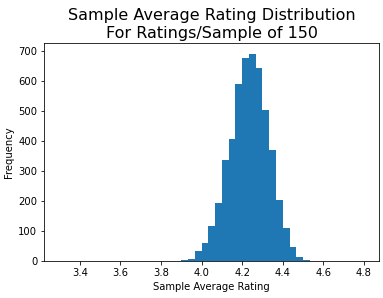 Sample Average Rating Distribution
For Ratings/Sample of 150
700
600
500
400
300
200
100
0
Frequency
3.4 3.6 3.8 4.0 4.2 4.4 4.6 4.8
Sample Average Rating